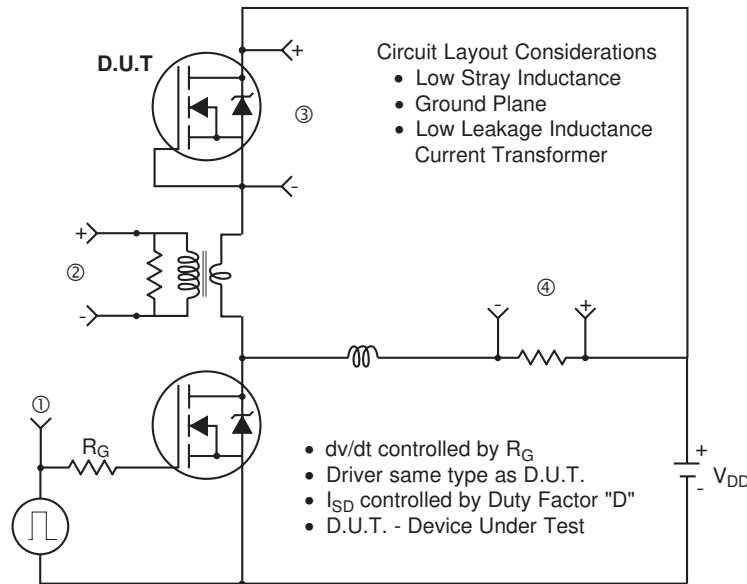 D.U.T
+
③
-
Circuit Layout Considerations
• Low Stray Inductance
• Ground Plane
• Low Leakage Inductance
Current Transformer
+
②
-
-
④
+
①
R_G
• dv/dt controlled by R_G
• Driver same type as D.U.T.
• I_SD controlled by Duty Factor "D"
• D.U.T. - Device Under Test
+
V_DD
-